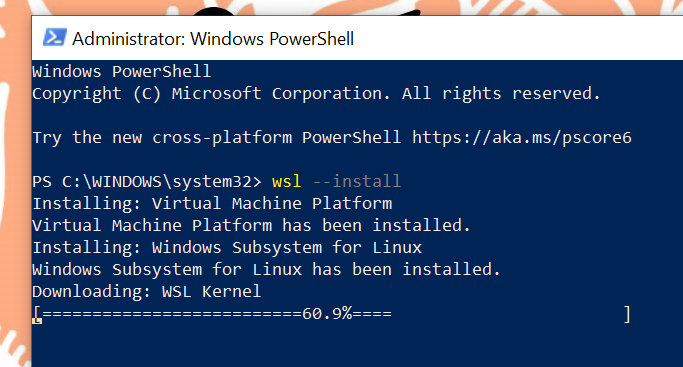 Administrator: Windows PowerShell
Windows PowerShell
Copyright (C) Microsoft Corporation. All rights reserved.
Try the new cross-platform PowerShell https://aka.ms/pscore6
PS C:\WINDOWS\system32> wsl --install
Installing: Virtual Machine Platform
Virtual Machine Platform has been installed.
Installing: Windows Subsystem for Linux
Windows Subsystem for Linux has been installed.
Downloading: WSL Kernel
[==========================60.9%====                       ]